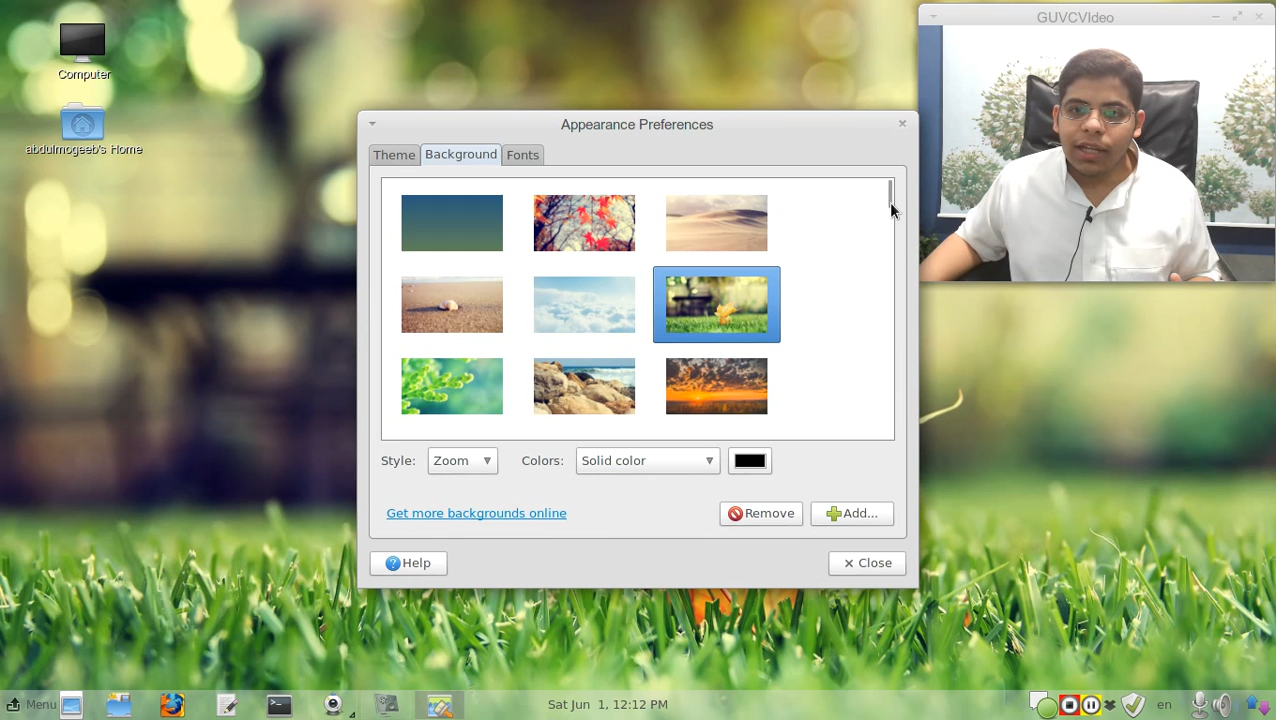 GUVCVIdeo
Computer
abdulmogeeb's Home
Appearance Preferences
Theme Background Fonts
Style: Zoom Colors: Solid color
Get more backgrounds online Remove Add...
Help Close
Menu Sat Jun 1, 12:12 PM en